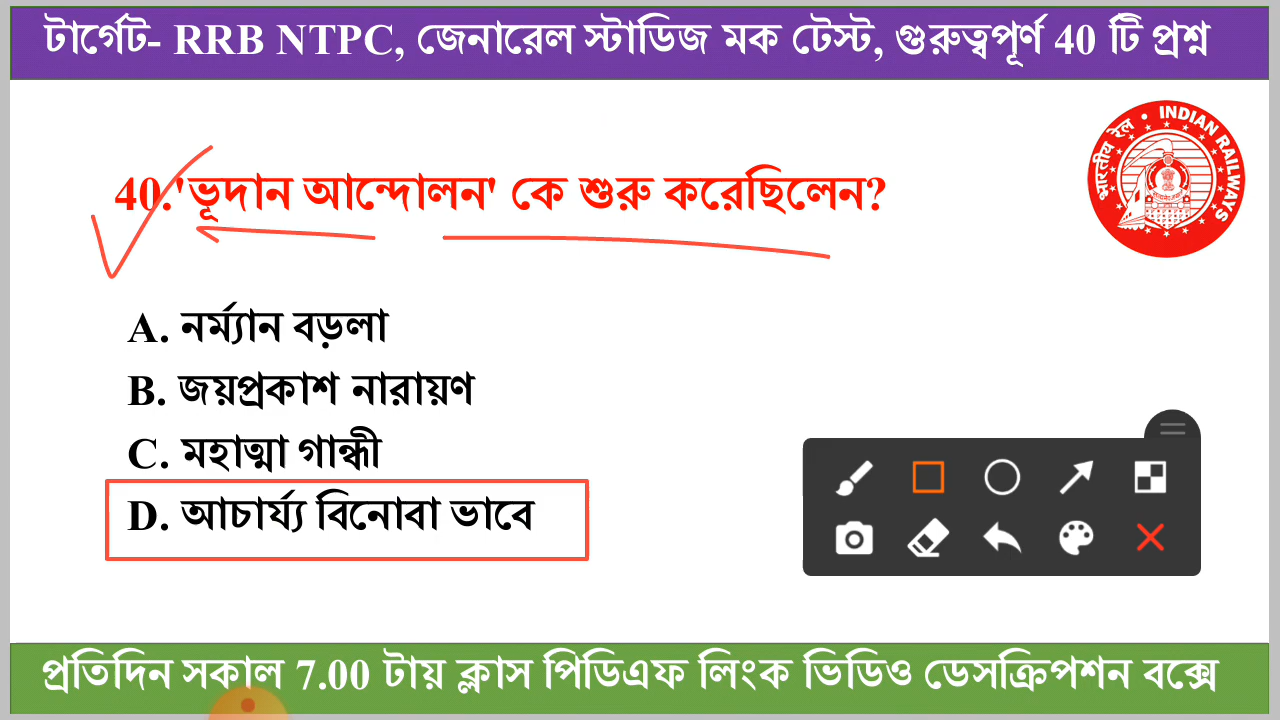 টার্গেট- RRB NTPC, জেনারেল স্টাডিজ মক টেস্ট, গুরুত্বপূর্ণ 40 টি প্রশ্ন
भारतीय रेल • INDIAN RAILWAYS
40.'ভূদান আন্দোলন' কে শুরু করেছিলেন?
A. নর্ম্যান বড়লা
B. জয়প্রকাশ নারায়ণ
C. মহাত্মা গান্ধী
D. আচার্য্য বিনোবা ভাবে
প্রতিদিন সকাল 7.00 টায় ক্লাস পিডিএফ লিংক ভিডিও ডেসক্রিপশন বক্সে